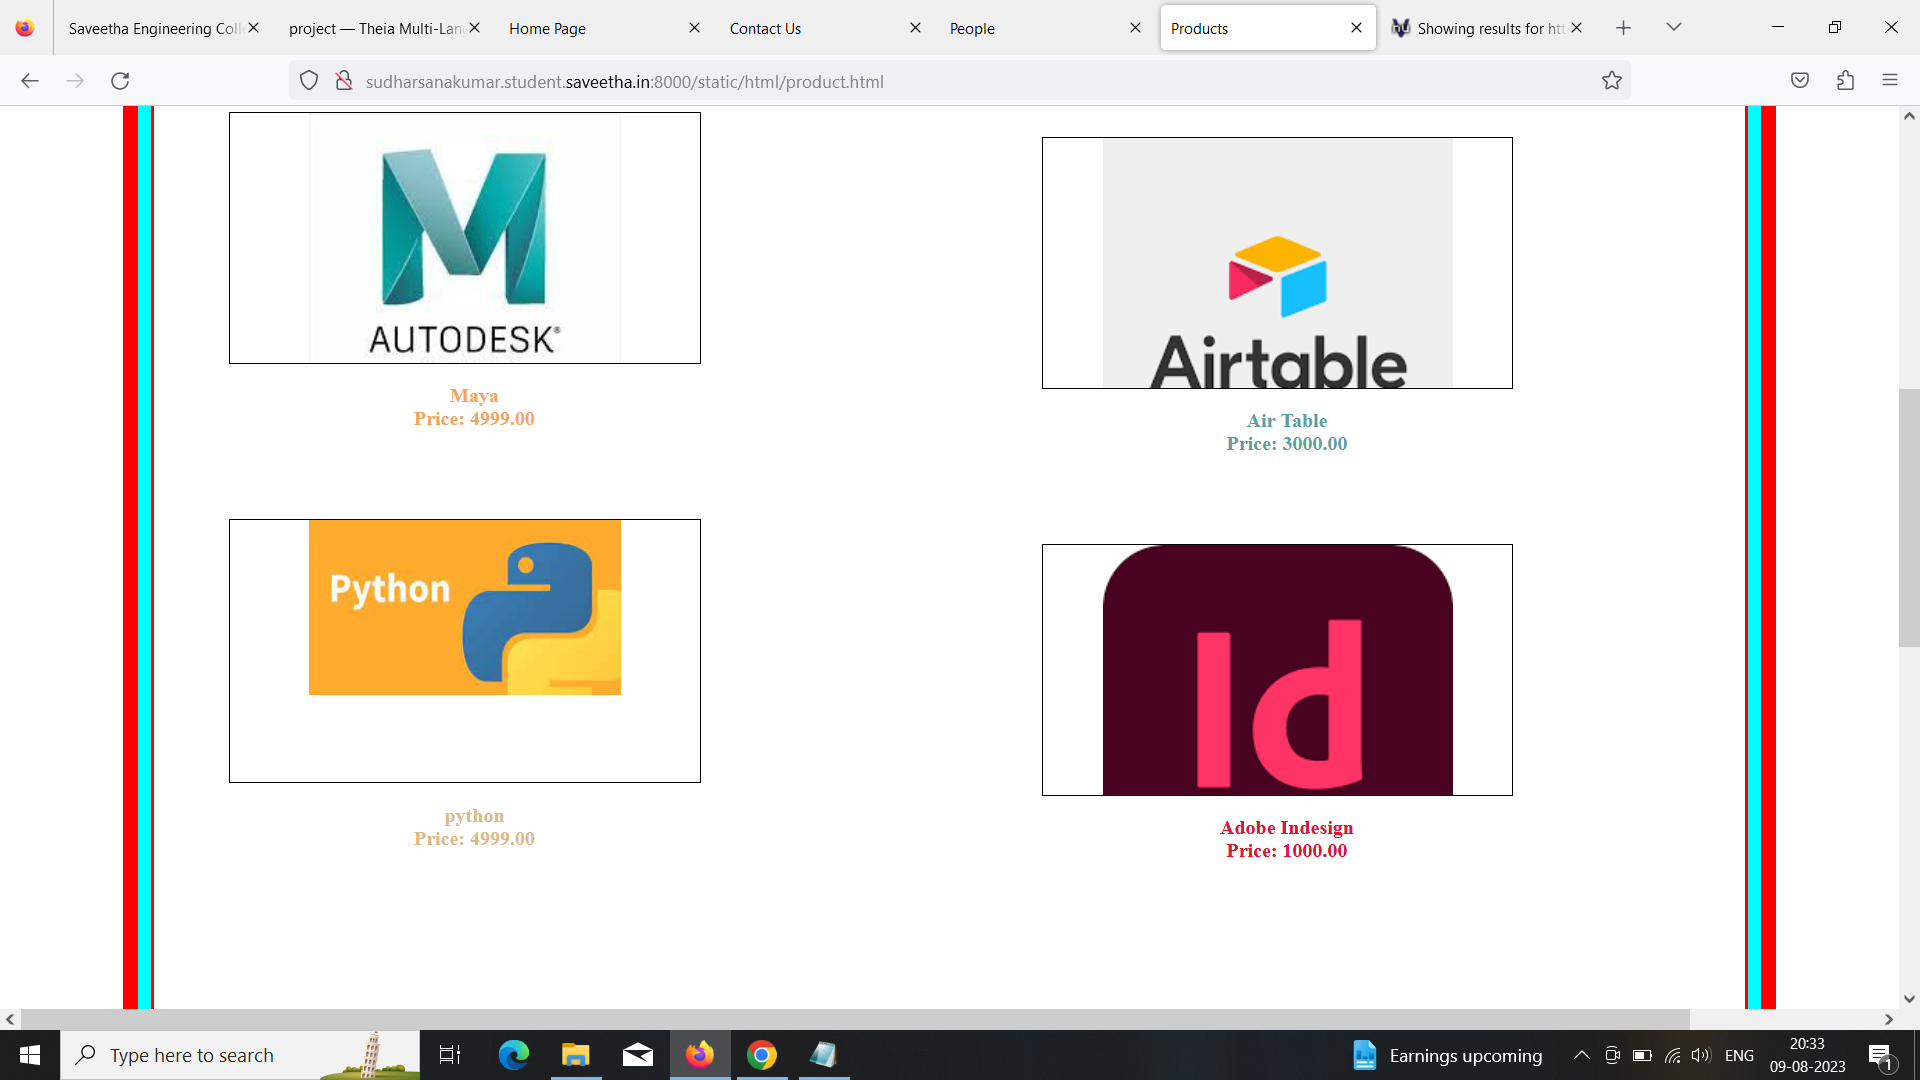 Saveetha Engineering Coll
project — Theia Multi-Lang
Home Page
Contact Us
People
Products
Showing results for htt
sudharsanakumar.student.saveetha.in:8000/static/html/product.html
AUTODESK®
Maya
Price: 4999.00
Airtable
Air Table
Price: 3000.00
Python
python
Price: 4999.00
Id
Adobe Indesign
Price: 1000.00
Type here to search
Earnings upcoming
ENG
20:33
09-08-2023
1